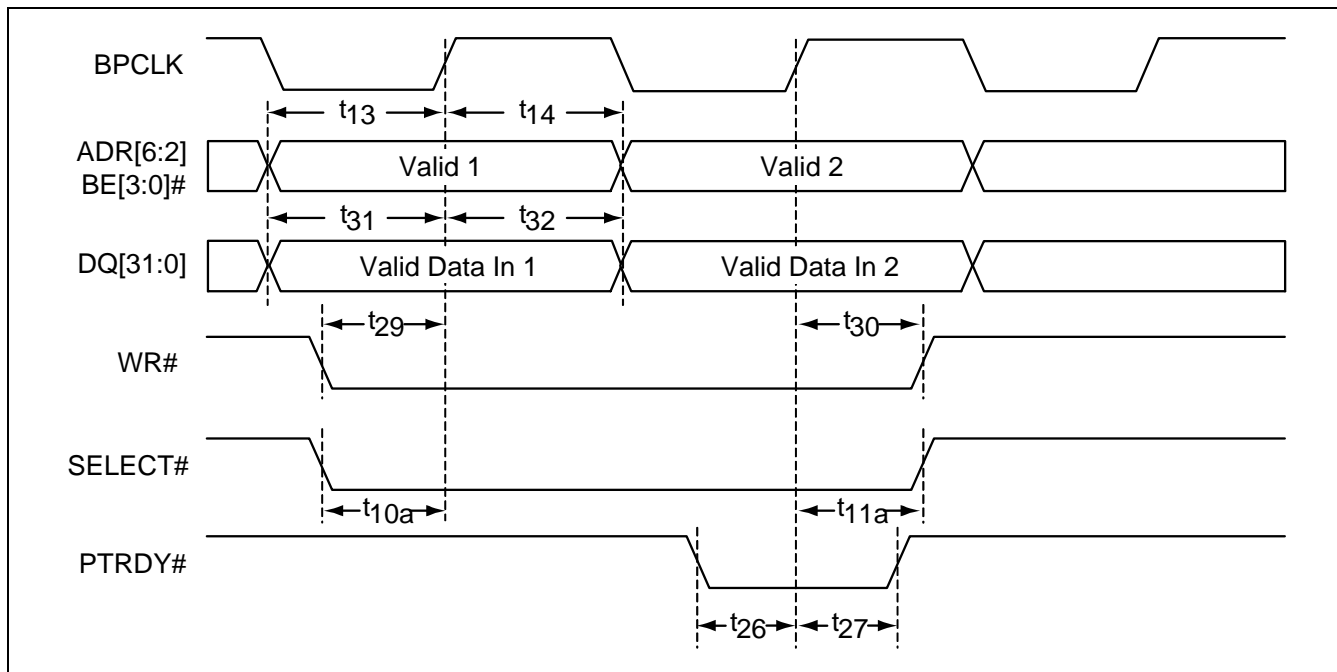 BPCLK
t13
t14
ADR[6:2]
BE[3:0]#
Valid 1
Valid 2
t31
t32
DQ[31:0]
Valid Data In 1
Valid Data In 2
t29
t30
WR#
SELECT#
t10a
t11a
PTRDY#
t26
t27